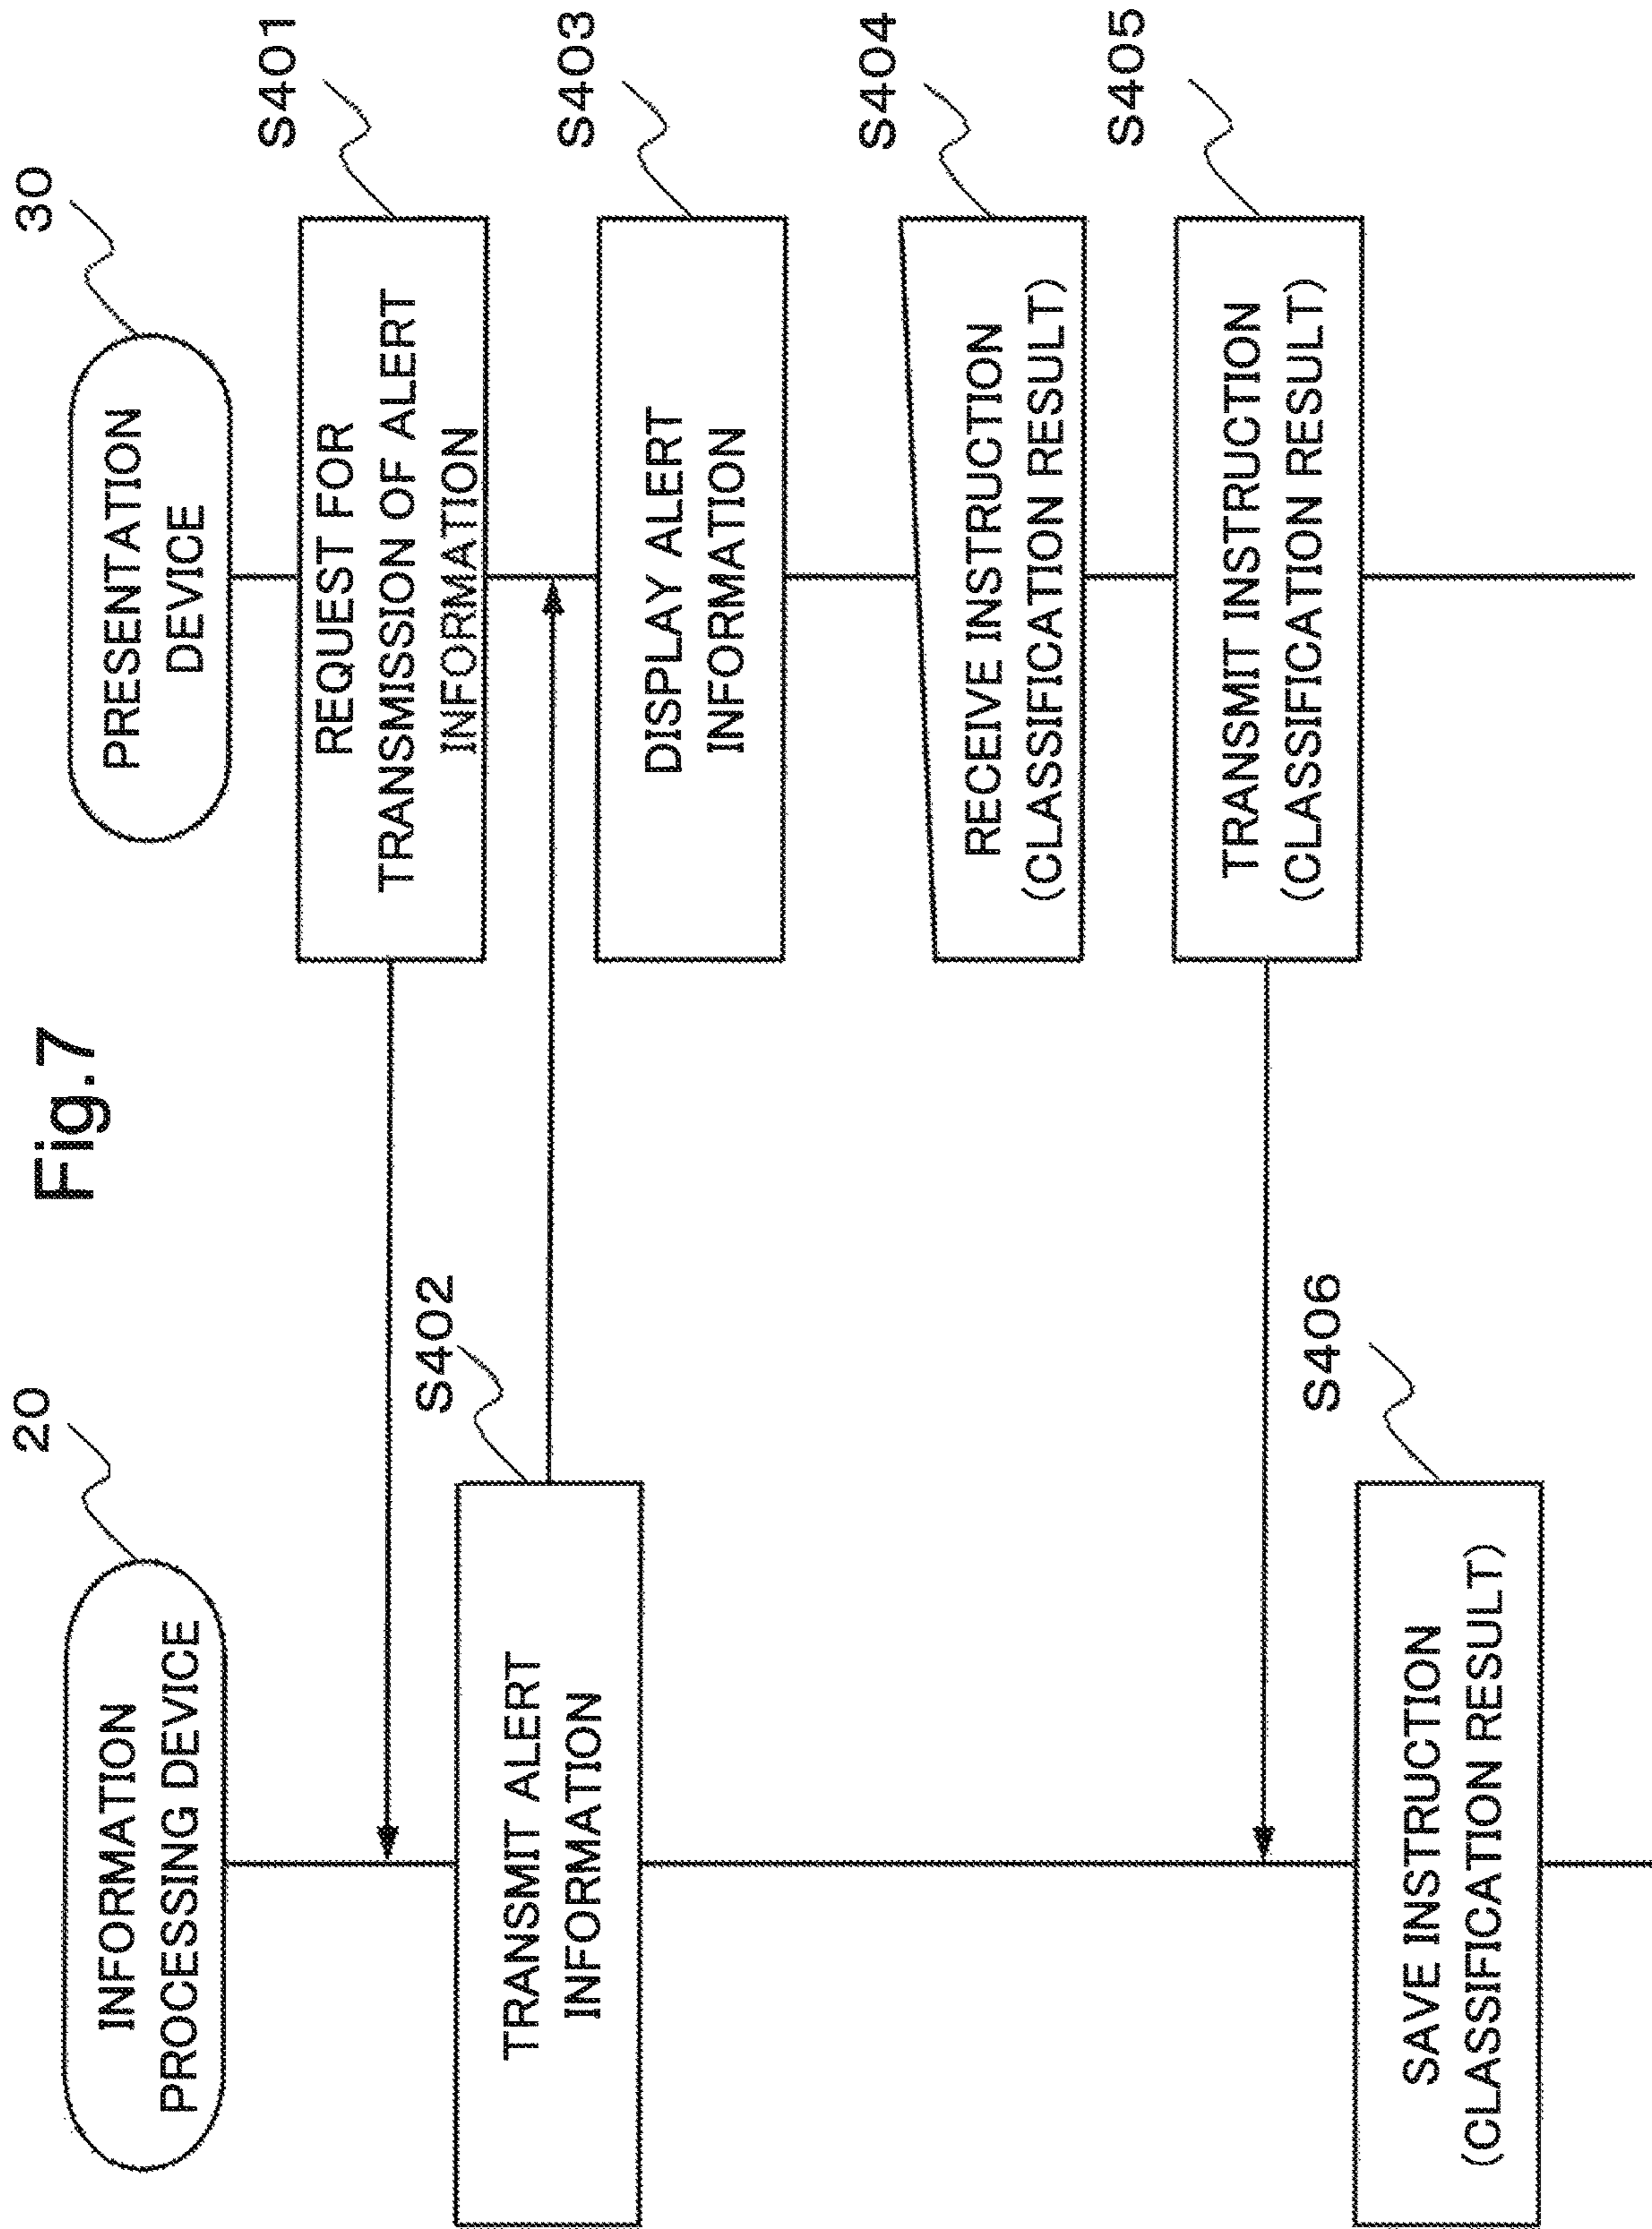 Fig.7
20
INFORMATION
PROCESSING DEVICE
30
PRESENTATION
DEVICE
S401
REQUEST FOR
TRANSMISSION OF ALERT
INFORMATION
S402
TRANSMIT ALERT
INFORMATION
S403
DISPLAY ALERT
INFORMATION
S404
RECEIVE INSTRUCTION
(CLASSIFICATION RESULT)
S405
TRANSMIT INSTRUCTION
(CLASSIFICATION RESULT)
S406
SAVE INSTRUCTION
(CLASSIFICATION RESULT)